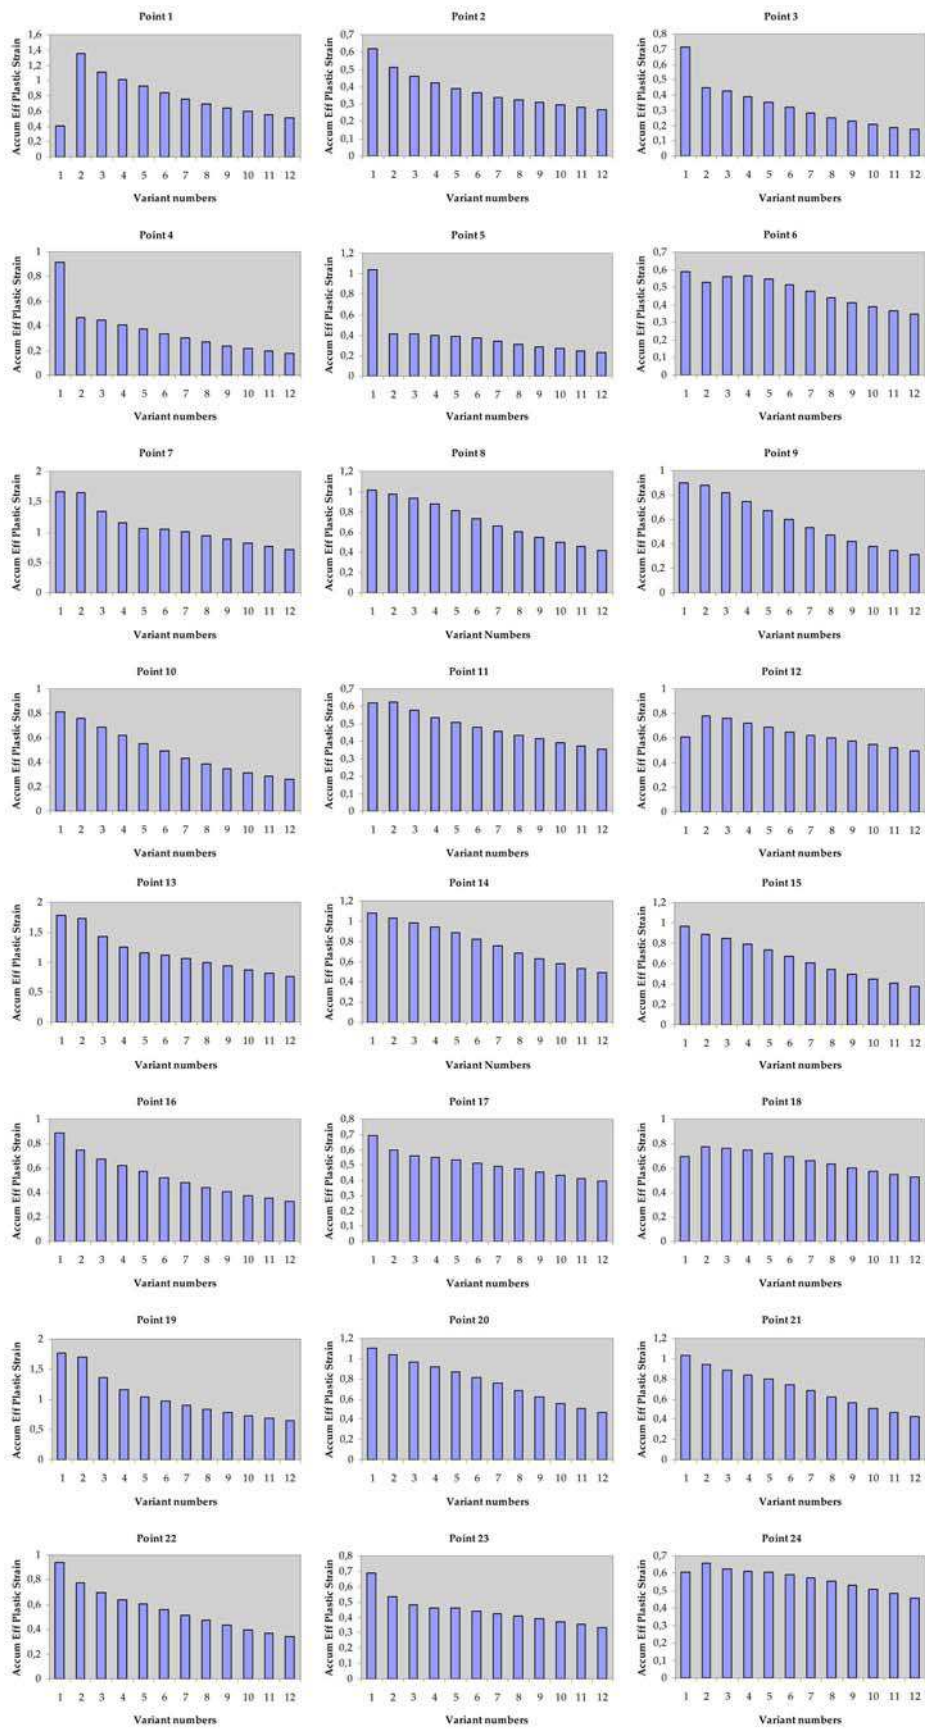 Point 1
Accum Eff Plastic Strain
1,6
1,4
1,2
1
0,8
0,6
0,4
0,2
0
1 2 3 4 5 6 7 8 9 10 11 12
Variant numbers
Point 2
Accum Eff Plastic Strain
0,7
0,6
0,5
0,4
0,3
0,2
0,1
0
1 2 3 4 5 6 7 8 9 10 11 12
Variant numbers
Point 3
Accum Eff Plastic Strain
0,8
0,7
0,6
0,5
0,4
0,3
0,2
0,1
0
1 2 3 4 5 6 7 8 9 10 11 12
Variant numbers
Point 4
Accum Eff Plastic Strain
1
0,8
0,6
0,4
0,2
0
1 2 3 4 5 6 7 8 9 10 11 12
Variant numbers
Point 5
Accum Eff Plastic Strain
1,2
1
0,8
0,6
0,4
0,2
0
1 2 3 4 5 6 7 8 9 10 11 12
Variant numbers
Point 6
Accum Eff Plastic Strain
0,7
0,6
0,5
0,4
0,3
0,2
0,1
0
1 2 3 4 5 6 7 8 9 10 11 12
Variant numbers
Point 7
Accum Eff Plastic Strain
2
1,5
1
0,5
0
1 2 3 4 5 6 7 8 9 10 11 12
Variant numbers
Point 8
Accum Eff Plastic Strain
1,2
1
0,8
0,6
0,4
0,2
0
1 2 3 4 5 6 7 8 9 10 11 12
Variant Numbers
Point 9
Accum Eff Plastic Strain
1
0,8
0,6
0,4
0,2
0
1 2 3 4 5 6 7 8 9 10 11 12
Variant numbers
Point 10
Accum Eff Plastic Strain
1
0,8
0,6
0,4
0,2
0
1 2 3 4 5 6 7 8 9 10 11 12
Variant numbers
Point 11
Accum Eff Plastic Strain
0,7
0,6
0,5
0,4
0,3
0,2
0,1
0
1 2 3 4 5 6 7 8 9 10 11 12
Variant numbers
Point 12
Accum Eff Plastic Strain
1
0,8
0,6
0,4
0,2
0
1 2 3 4 5 6 7 8 9 10 11 12
Variant numbers
Point 13
Accum Eff Plastic Strain
2
1,5
1
0,5
0
1 2 3 4 5 6 7 8 9 10 11 12
Variant numbers
Point 14
Accum Eff Plastic Strain
1,2
1
0,8
0,6
0,4
0,2
0
1 2 3 4 5 6 7 8 9 10 11 12
Variant Numbers
Point 15
Accum Eff Plastic Strain
1,2
1
0,8
0,6
0,4
0,2
0
1 2 3 4 5 6 7 8 9 10 11 12
Variant numbers
Point 16
Accum Eff Plastic Strain
1
0,8
0,6
0,4
0,2
0
1 2 3 4 5 6 7 8 9 10 11 12
Variant numbers
Point 17
Accum Eff Plastic Strain
0,8
0,7
0,6
0,5
0,4
0,3
0,2
0,1
0
1 2 3 4 5 6 7 8 9 10 11 12
Variant numbers
Point 18
Accum Eff Plastic Strain
1
0,8
0,6
0,4
0,2
0
1 2 3 4 5 6 7 8 9 10 11 12
Variant numbers
Point 19
Accum Eff Plastic Strain
2
1,5
1
0,5
0
1 2 3 4 5 6 7 8 9 10 11 12
Variant numbers
Point 20
Accum Eff Plastic Strain
1,2
1
0,8
0,6
0,4
0,2
0
1 2 3 4 5 6 7 8 9 10 11 12
Variant numbers
Point 21
Accum Eff Plastic Strain
1,2
1
0,8
0,6
0,4
0,2
0
1 2 3 4 5 6 7 8 9 10 11 12
Variant numbers
Point 22
Accum Eff Plastic Strain
1
0,8
0,6
0,4
0,2
0
1 2 3 4 5 6 7 8 9 10 11 12
Variant numbers
Point 23
Accum Eff Plastic Strain
0,8
0,7
0,6
0,5
0,4
0,3
0,2
0,1
0
1 2 3 4 5 6 7 8 9 10 11 12
Variant numbers
Point 24
Accum Eff Plastic Strain
0,7
0,6
0,5
0,4
0,3
0,2
0,1
0
1 2 3 4 5 6 7 8 9 10 11 12
Variant numbers